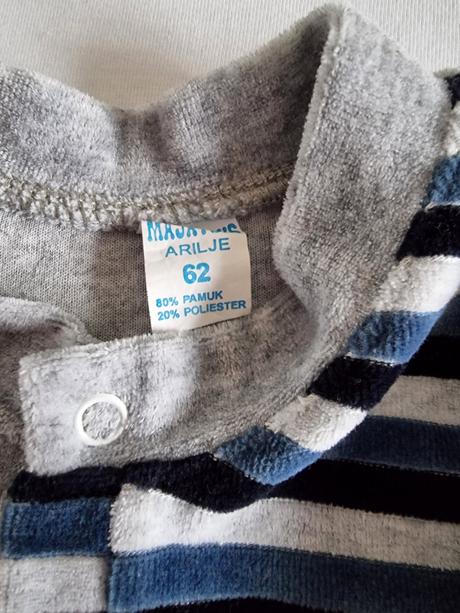 ARILJE
62
80% PAMUK
20% POLIESTER